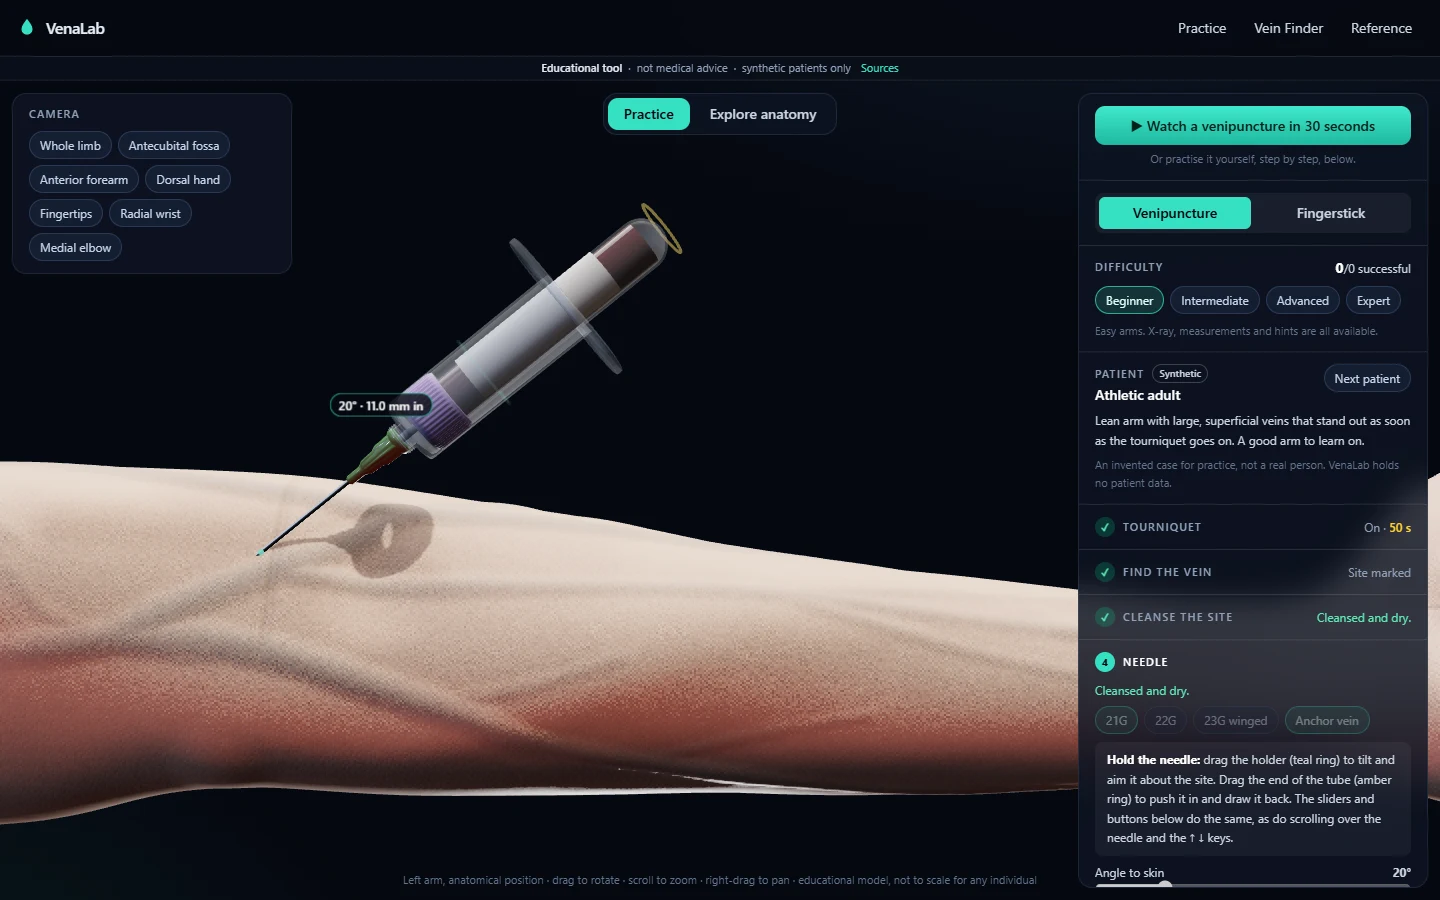 VenaLab
Practice
Vein Finder
Reference
Educational tool · not medical advice · synthetic patients only Sources
CAMERA
Whole limb
Antecubital fossa
Anterior forearm
Dorsal hand
Fingertips
Radial wrist
Medial elbow
Practice
Explore anatomy
20° · 11.0 mm in
▶ Watch a venipuncture in 30 seconds
Or practise it yourself, step by step, below.
Venipuncture
Fingerstick
DIFFICULTY
0/0 successful
Beginner
Intermediate
Advanced
Expert
Easy arms. X-ray, measurements and hints are all available.
PATIENT
Synthetic
Next patient
Athletic adult
Lean arm with large, superficial veins that stand out as soon
as the tourniquet goes on. A good arm to learn on.
An invented case for practice, not a real person. VenaLab holds
no patient data.
✓ TOURNIQUET
On · 50 s
✓ FIND THE VEIN
Site marked
✓ CLEANSE THE SITE
Cleansed and dry.
4 NEEDLE
Cleansed and dry.
21G
22G
23G winged
Anchor vein
Hold the needle: drag the holder (teal ring) to tilt and
aim it about the site. Drag the end of the tube (amber
ring) to push it in and draw it back. The sliders and
buttons below do the same, as do scrolling over the
needle and the ↑ ↓ keys.
Angle to skin
20°
Left arm, anatomical position · drag to rotate · scroll to zoom · right-drag to pan · educational model, not to scale for any individual